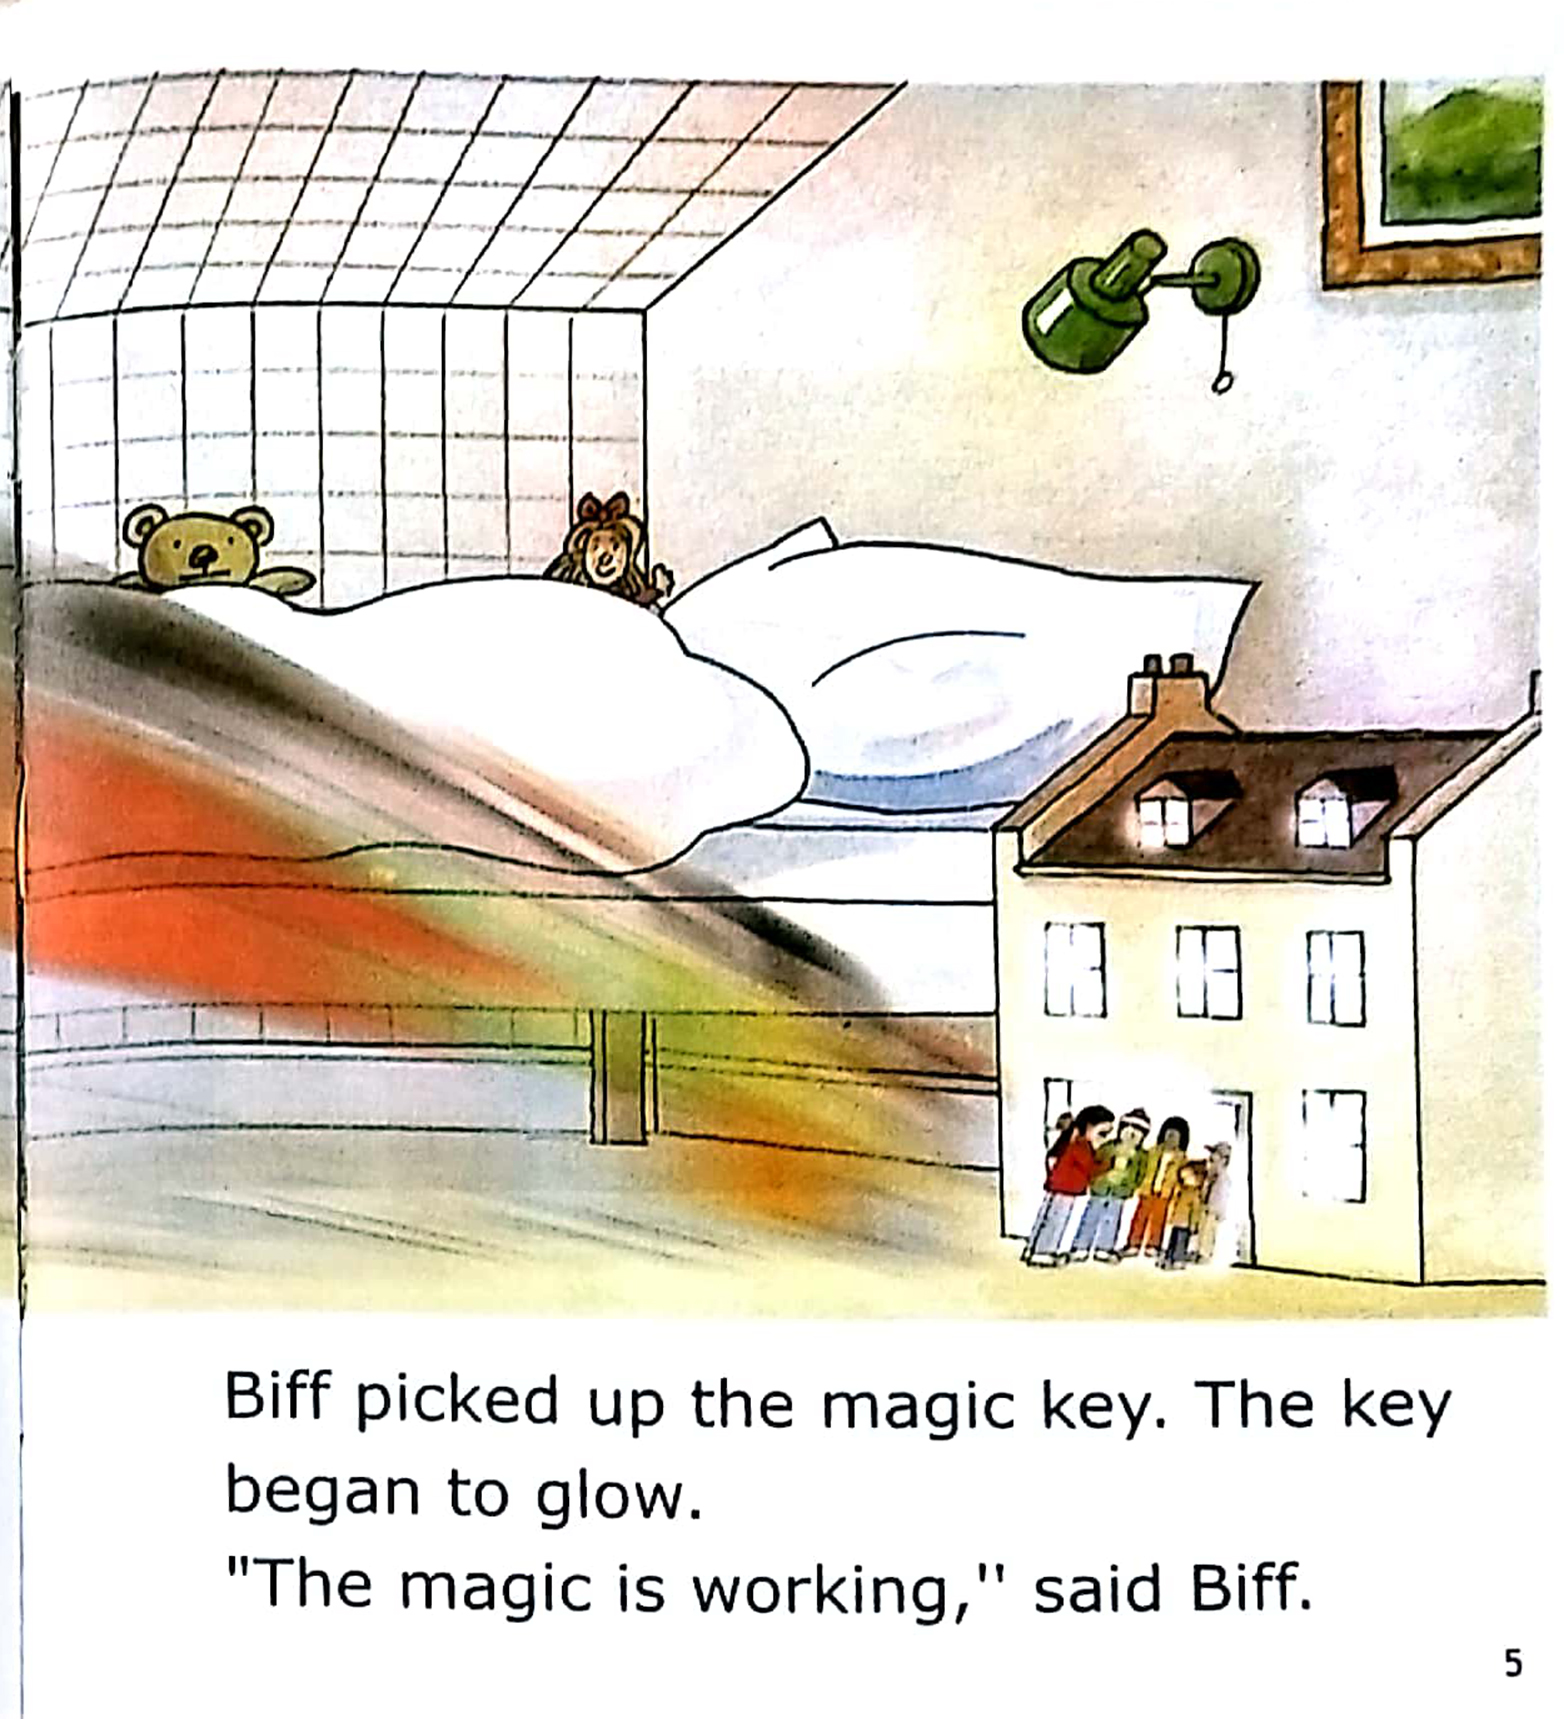 Biff picked up the magic key. The key
began to glow.
"The magic is working," said Biff.
5